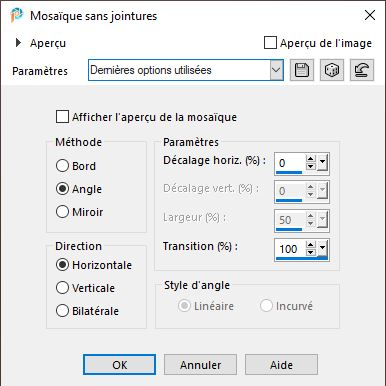 Mosaïque sans jointures
Aperçu
Aperçu de l'image
Paramètres
Dernières options utilisées
Afficher l'aperçu de la mosaïque
Méthode
Bord
Angle
Miroir
Direction
Horizontale
Verticale
Bilatérale
Paramètres
Décalage horiz. (%) : 0
Décalage vert. (%) : 0
Largeur (%) : 50
Transition (%) : 100
Style d'angle
Linéaire Incurvé
OK Annuler Aide